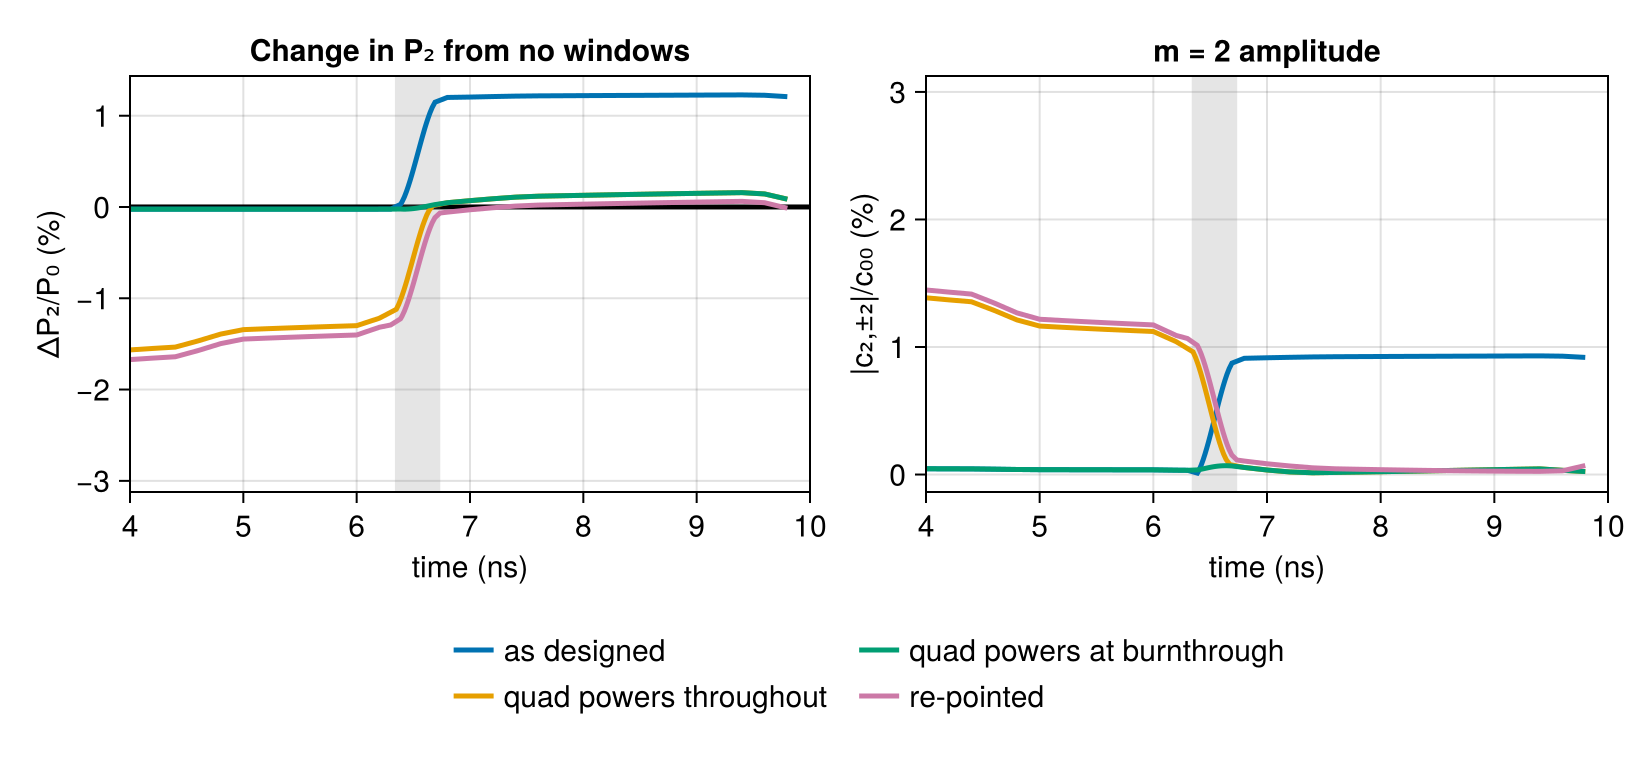 Change in P₂ from no windows
ΔP₂/P₀ (%)
1
0
−1
−2
−3
4 5 6 7 8 9 10
time (ns)
m = 2 amplitude
|c₂,±₂|/c₀₀ (%)
3
2
1
0
4 5 6 7 8 9 10
time (ns)
as designed
quad powers at burnthrough
quad powers throughout
re-pointed